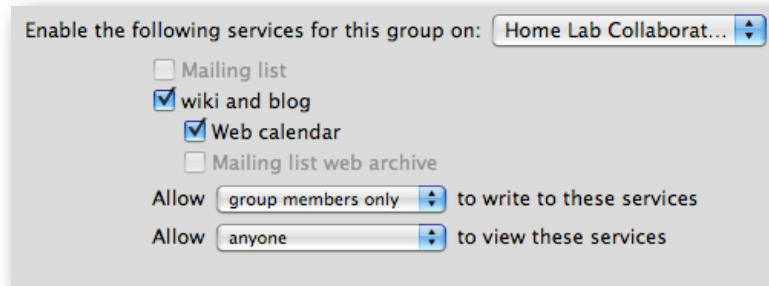 Enable the following services for this group on: Home Lab Collaborat...
Mailing list
wiki and blog
Web calendar
Mailing list web archive
Allow group members only to write to these services
Allow anyone to view these services